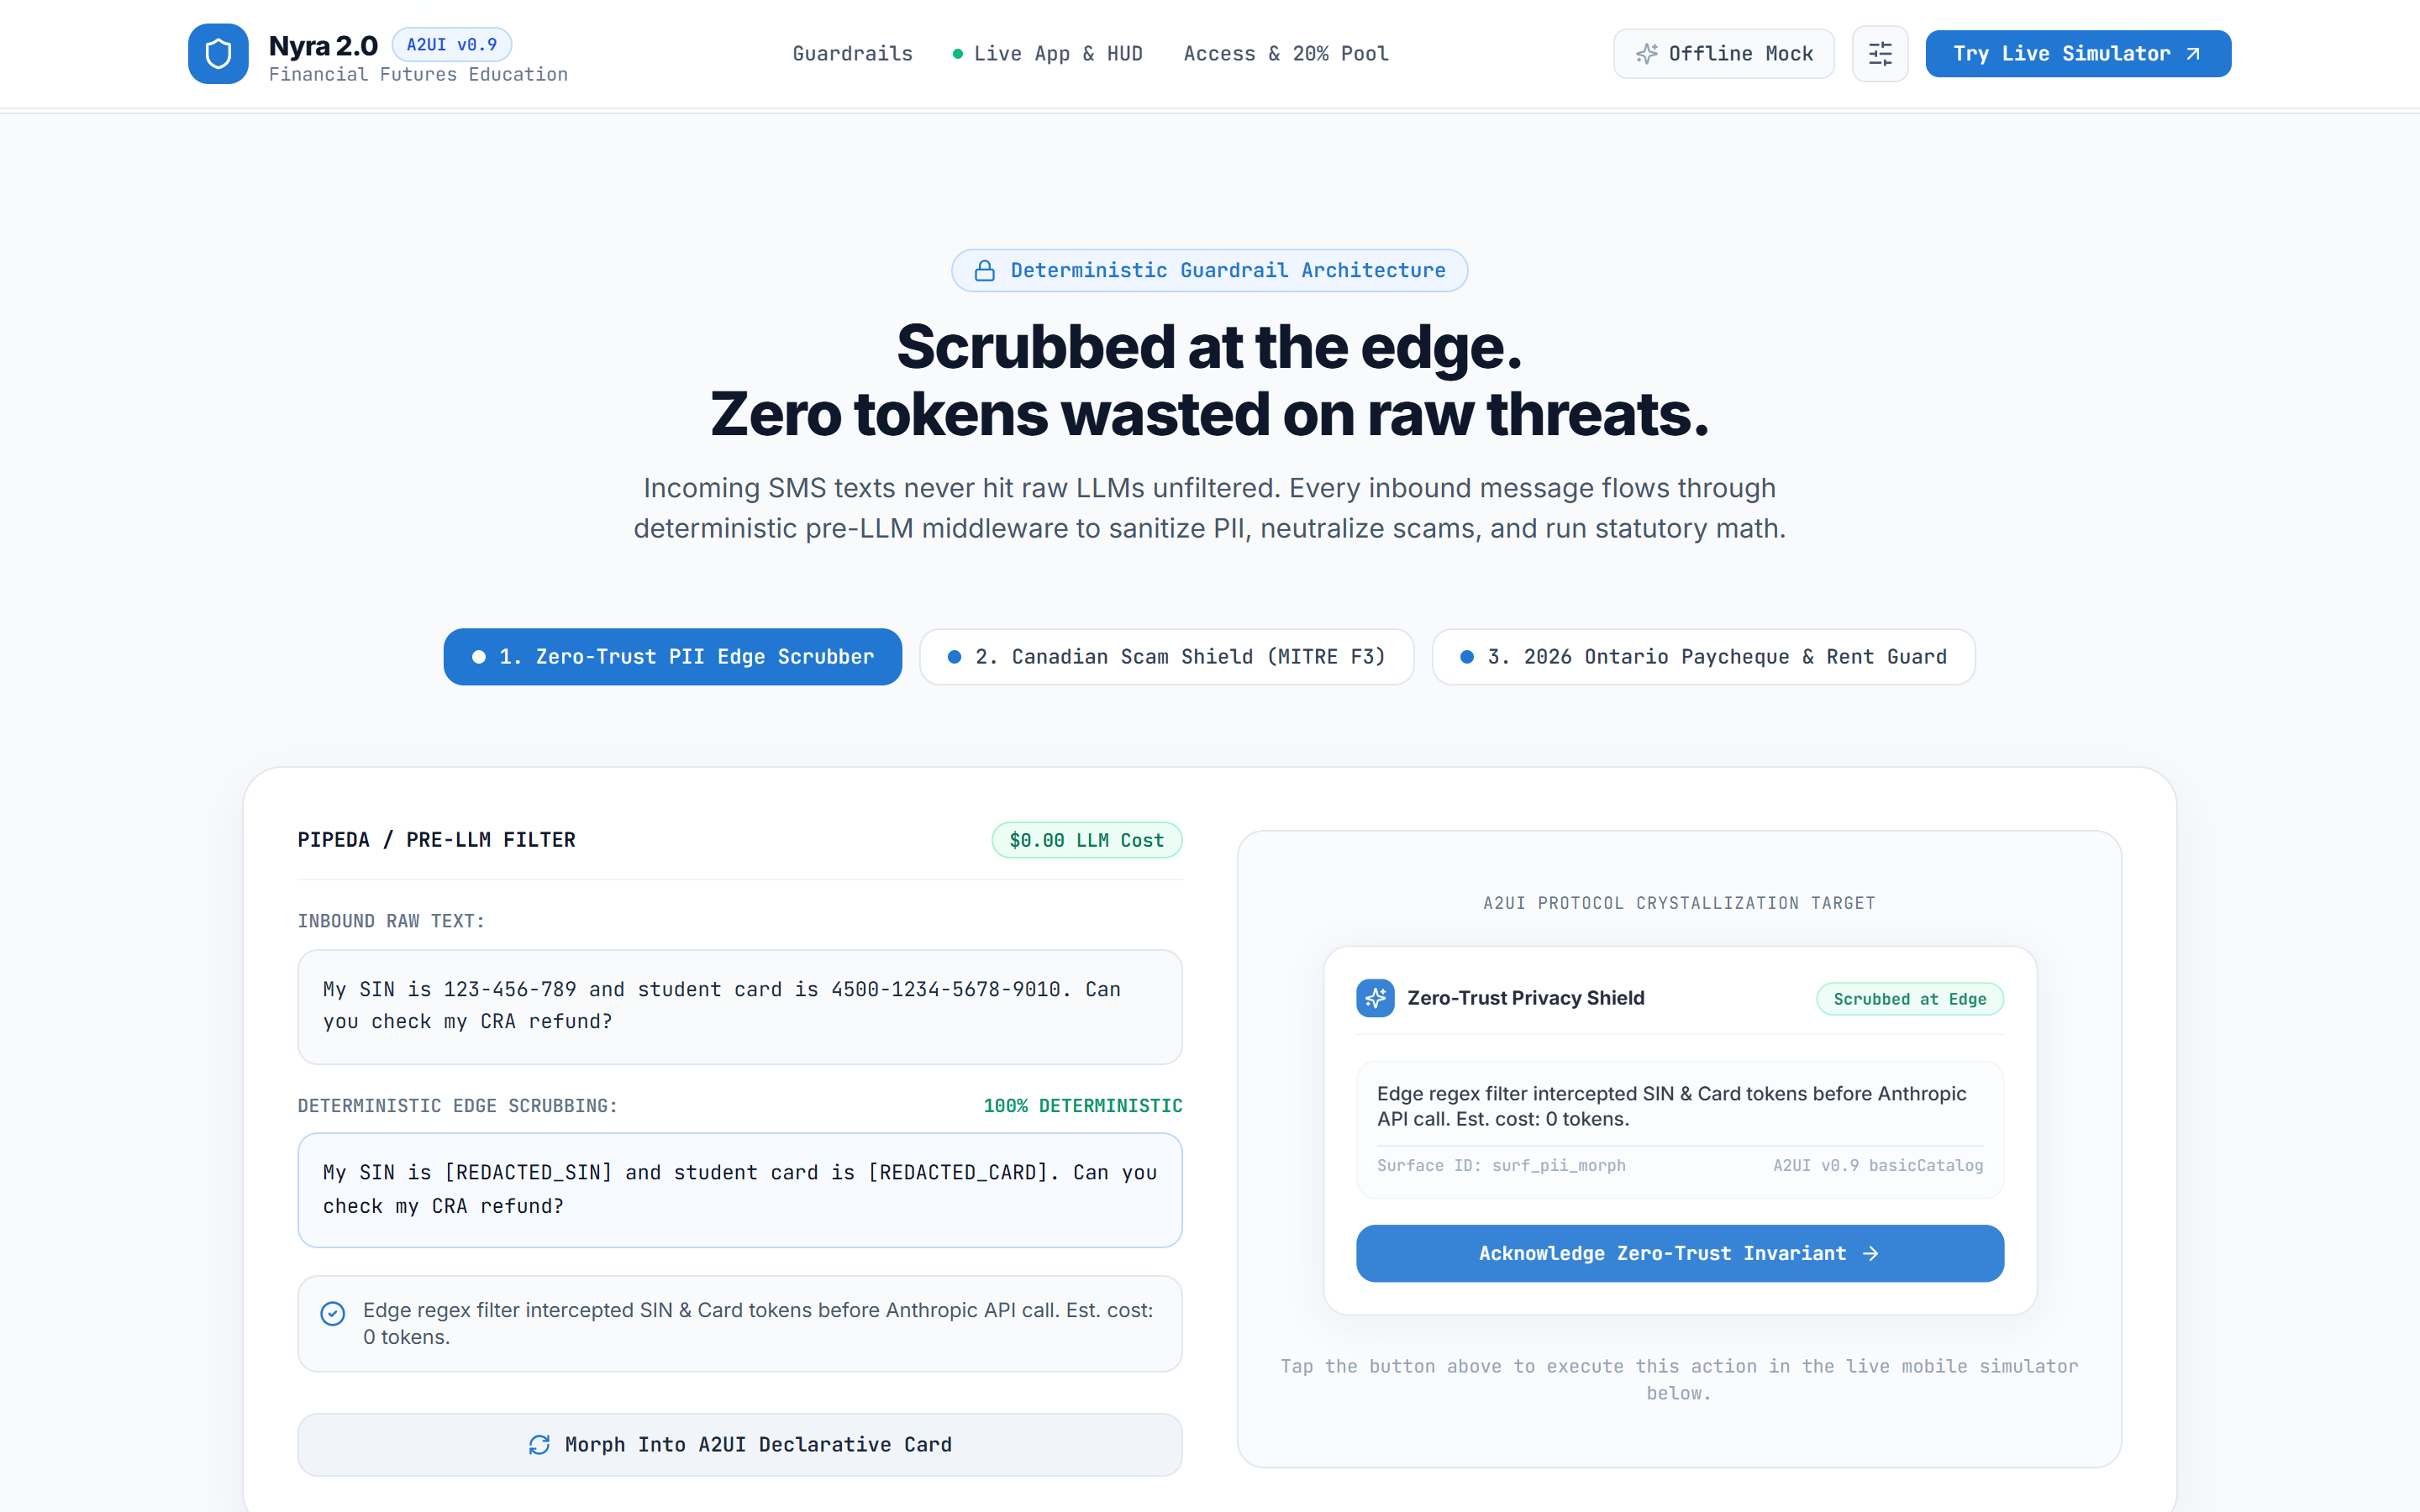 Nyra 2.0
A2UI v0.9
Financial Futures Education
Guardrails
Live App & HUD
Access & 20% Pool
Offline Mock
Try Live Simulator
Deterministic Guardrail Architecture
Scrubbed at the edge.
Zero tokens wasted on raw threats.
Incoming SMS texts never hit raw LLMs unfiltered. Every inbound message flows through
deterministic pre-LLM middleware to sanitize PII, neutralize scams, and run statutory math.
1. Zero-Trust PII Edge Scrubber
2. Canadian Scam Shield (MITRE F3)
3. 2026 Ontario Paycheque & Rent Guard
PIPEDA / PRE-LLM FILTER
$0.00 LLM Cost
INBOUND RAW TEXT:
My SIN is 123-456-789 and student card is 4500-1234-5678-9010. Can
you check my CRA refund?
DETERMINISTIC EDGE SCRUBBING:
100% DETERMINISTIC
My SIN is [REDACTED_SIN] and student card is [REDACTED_CARD]. Can you
check my CRA refund?
Edge regex filter intercepted SIN & Card tokens before Anthropic API call. Est. cost:
0 tokens.
Morph Into A2UI Declarative Card
A2UI PROTOCOL CRYSTALLIZATION TARGET
Zero-Trust Privacy Shield
Scrubbed at Edge
Edge regex filter intercepted SIN & Card tokens before Anthropic
API call. Est. cost: 0 tokens.
Surface ID: surf_pii_morph
A2UI v0.9 basicCatalog
Acknowledge Zero-Trust Invariant →
Tap the button above to execute this action in the live mobile simulator
below.